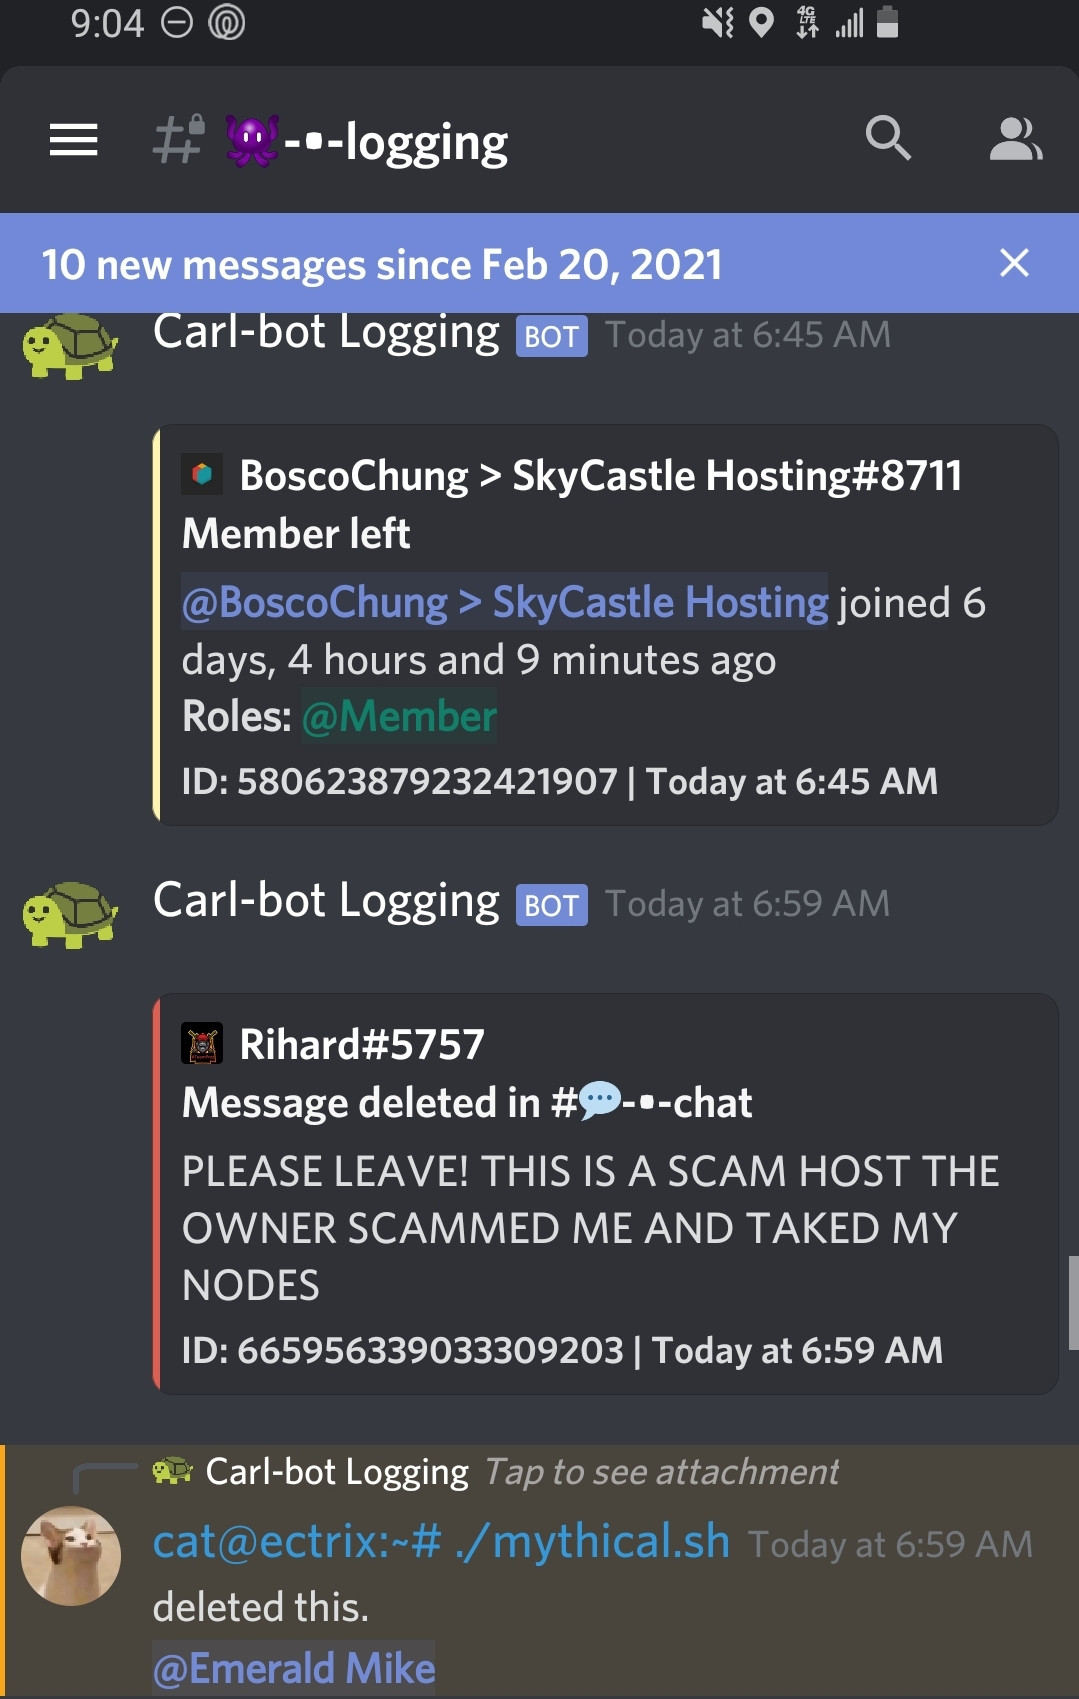 9:04
4G
LTE
-▪-logging
10 new messages since Feb 20, 2021
Carl-bot Logging BOT Today at 6:45 AM
BoscoChung > SkyCastle Hosting#8711
Member left
@BoscoChung > SkyCastle Hosting joined 6
days, 4 hours and 9 minutes ago
Roles: @Member
ID: 580623879232421907 | Today at 6:45 AM
Carl-bot Logging BOT Today at 6:59 AM
Rihard#5757
Message deleted in #💬-▪-chat
PLEASE LEAVE! THIS IS A SCAM HOST THE
OWNER SCAMMED ME AND TAKED MY
NODES
ID: 665956339033309203 | Today at 6:59 AM
Carl-bot Logging Tap to see attachment
cat@ectrix:~# ./mythical.sh Today at 6:59 AM
deleted this.
@Emerald Mike